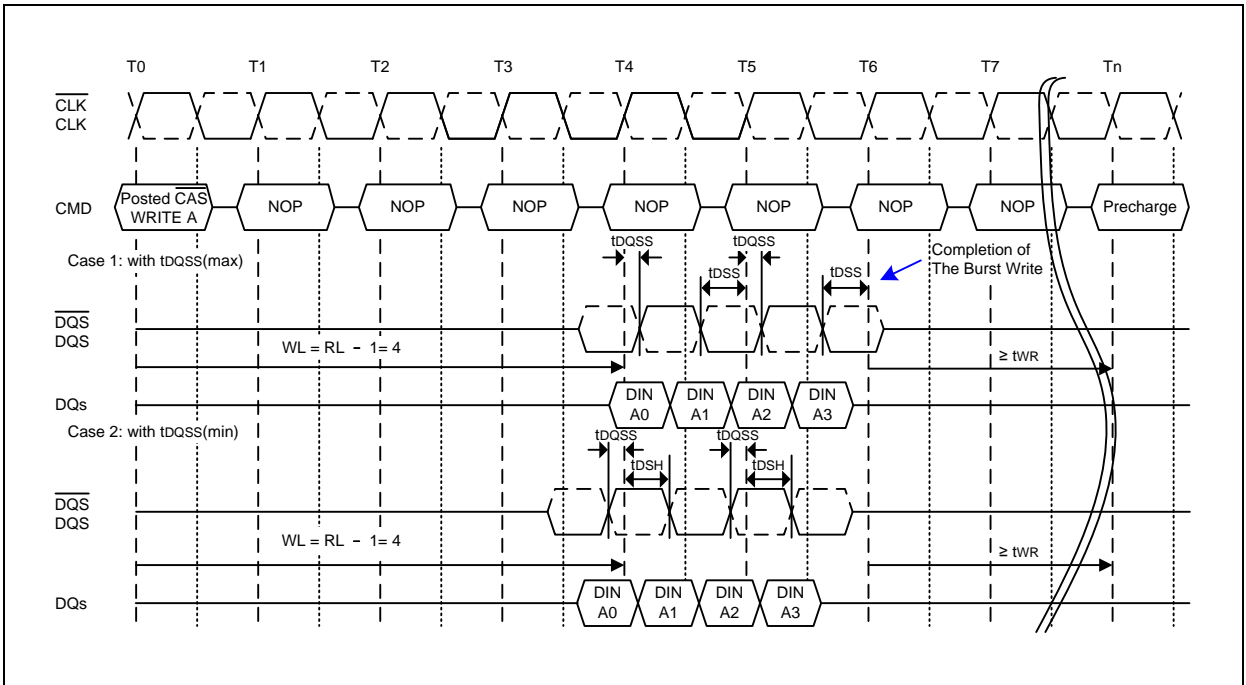 T0 T1 T2 T3 T4 T5 T6 T7 Tn
CLK
CLK
CMD
Posted CAS
WRITE A
NOP NOP NOP NOP NOP NOP NOP Precharge
Case 1: with tDQSS(max)
tDQSS tDQSS
tDSS tDSS
Completion of
The Burst Write
DQS
DQS
WL = RL - 1= 4
≥ tWR
DQs
DIN DIN DIN DIN
A0 A1 A2 A3
Case 2: with tDQSS(min)
tDQSS tDQSS
tDSH tDSH
DQS
DQS
WL = RL - 1= 4
≥ tWR
DQs
DIN DIN DIN DIN
A0 A1 A2 A3